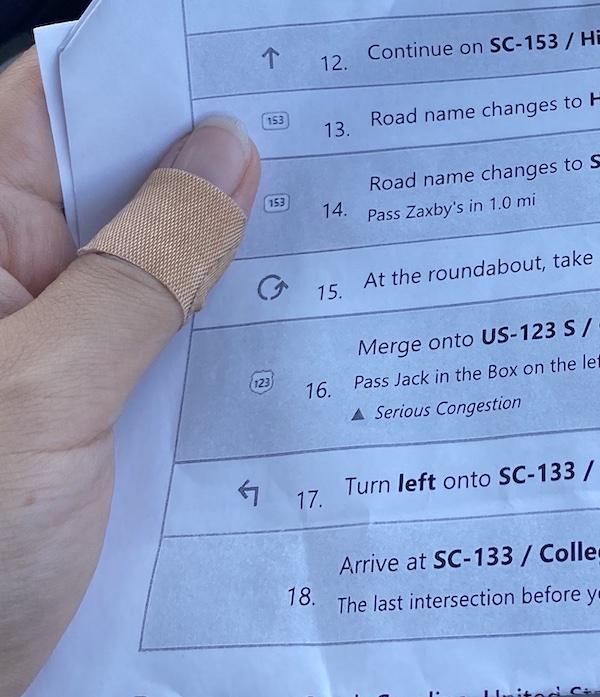 12. Continue on SC-153 /
153 13. Road name changes to
153 14. Road name changes to
Pass Zaxby's in 1.0 mi
15. At the roundabout, take
Merge onto US-123 S /
123 16. Pass Jack in the Box on the
▲ Serious Congestion
17. Turn left onto SC-133 /
Arrive at SC-133 /
18. The last intersection before